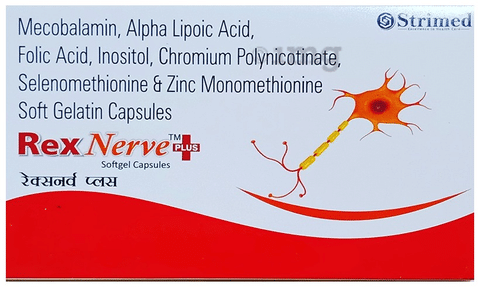 Mecobalamin, Alpha Lipoic Acid,
Folic Acid, Inositol, Chromium Polynicotinate,
Selenomethionine & Zinc Monomethionine
Soft Gelatin Capsules
Strimed
Rex Nerve™ PLUS
Softgel Capsules
रेक्सनर्व प्लस